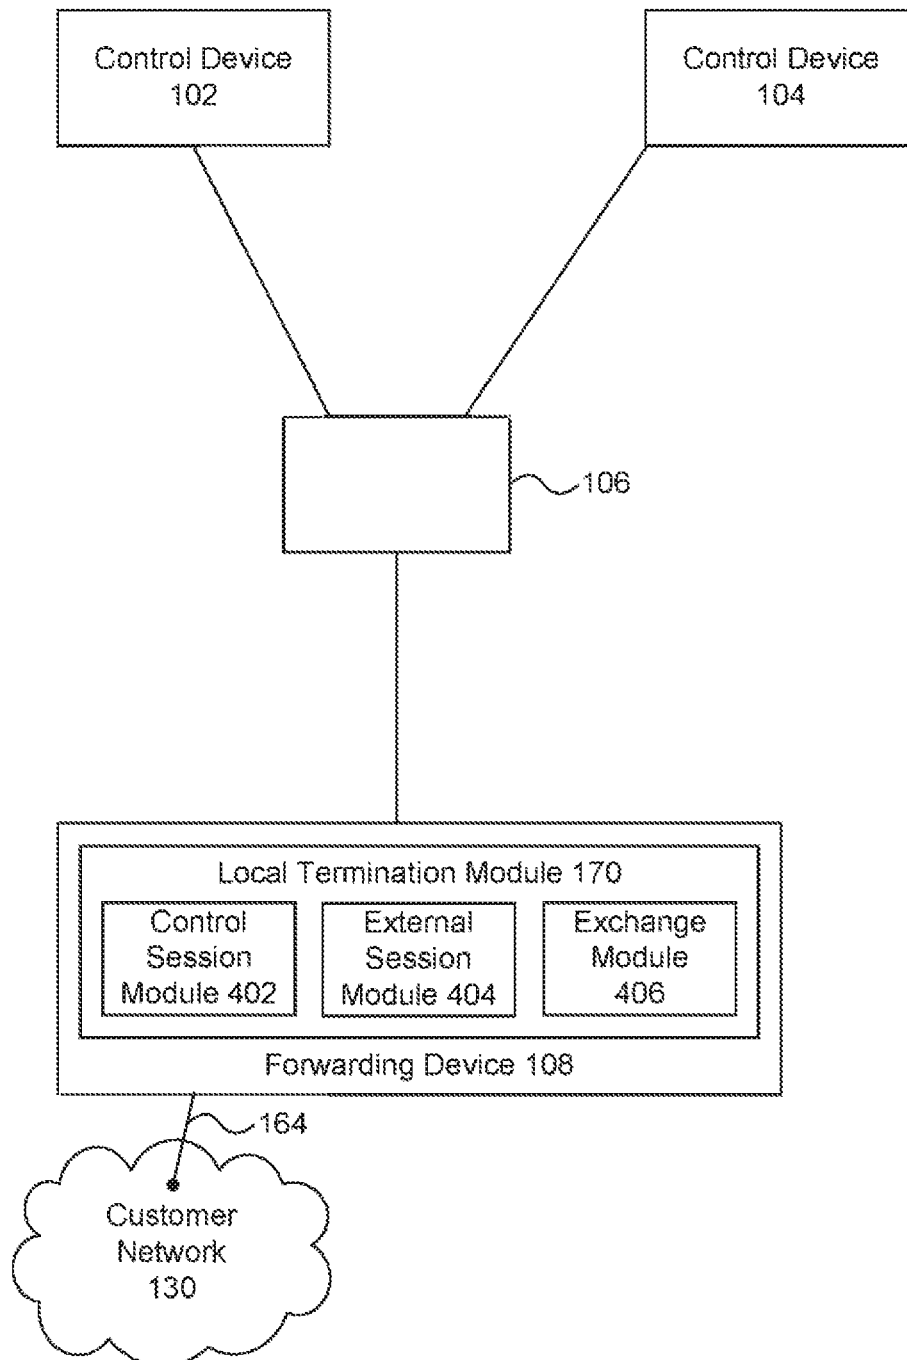 Control Device
102
Control Device
104
106
Local Termination Module 170
Control
Session
Module 402
External
Session
Module 404
Exchange
Module
406
Forwarding Device 108
164
Customer
Network
130